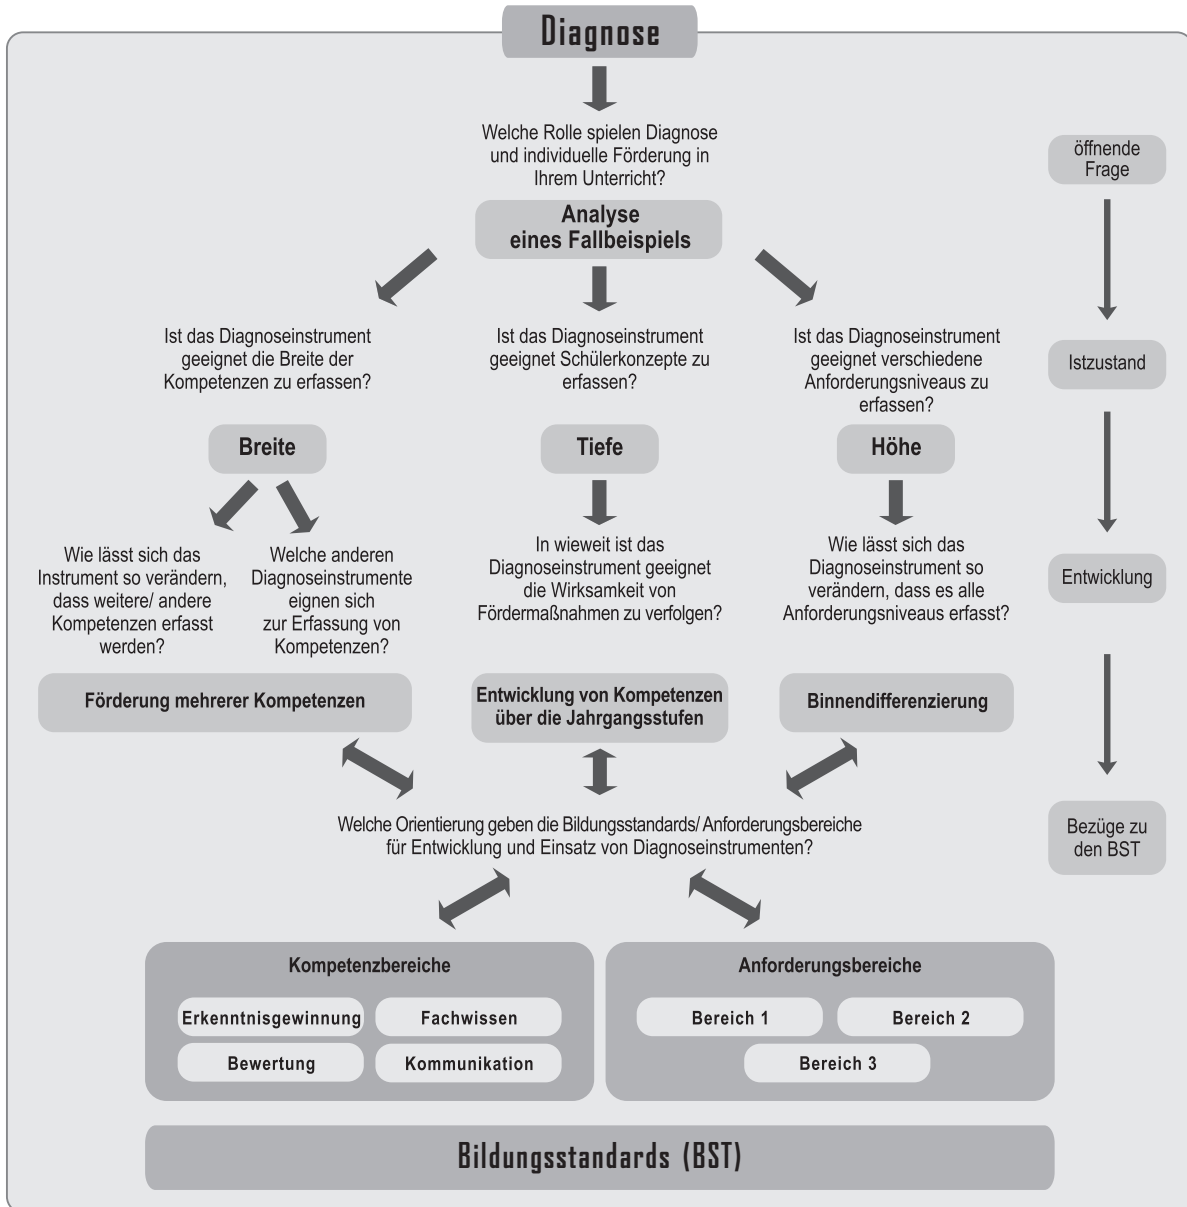 Diagnose
Welche Rolle spielen Diagnose
und individuelle Förderung in
Ihrem Unterricht?
öffnende
Frage
Analyse
eines Fallbeispiels
Ist das Diagnoseinstrument
geeignet die Breite der
Kompetenzen zu erfassen?
Ist das Diagnoseinstrument
geeignet Schülerkonzepte zu
erfassen?
Ist das Diagnoseinstrument
geeignet verschiedene
Anforderungsniveaus zu
erfassen?
Istzustand
Breite
Tiefe
Höhe
Wie lässt sich das
Instrument so verändern,
dass weitere/ andere
Kompetenzen erfasst
werden?
Welche anderen
Diagnoseinstrumente
eignen sich
zur Erfassung von
Kompetenzen?
In wieweit ist das
Diagnoseinstrument geeignet
die Wirksamkeit von
Fördermaßnahmen zu verfolgen?
Wie lässt sich das
Diagnoseinstrument so
verändern, dass es alle
Anforderungsniveaus erfasst?
Entwicklung
Förderung mehrerer Kompetenzen
Entwicklung von Kompetenzen
über die Jahrgangsstufen
Binnendifferenzierung
Welche Orientierung geben die Bildungsstandards/ Anforderungsbereiche
für Entwicklung und Einsatz von Diagnoseinstrumenten?
Bezüge zu
den BST
Kompetenzbereiche
Erkenntnisgewinnung
Fachwissen
Bewertung
Kommunikation
Anforderungsbereiche
Bereich 1
Bereich 2
Bereich 3
Bildungsstandards (BST)